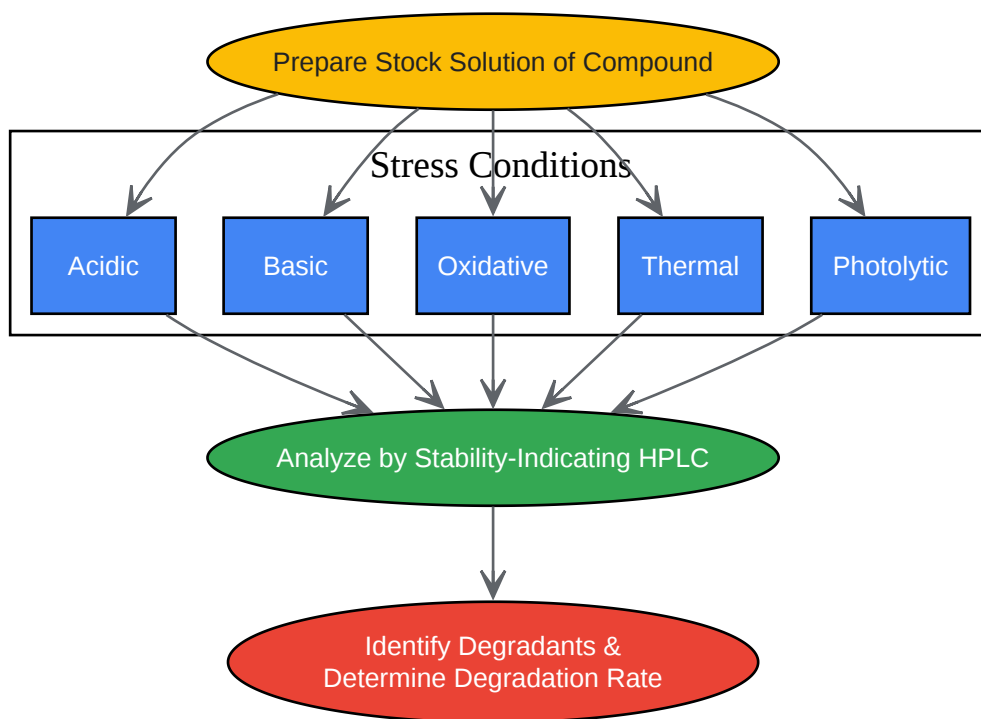 Prepare Stock Solution of Compound
Stress Conditions
Acidic
Basic
Oxidative
Thermal
Photolytic
Analyze by Stability-Indicating HPLC
Identify Degradants &
Determine Degradation Rate